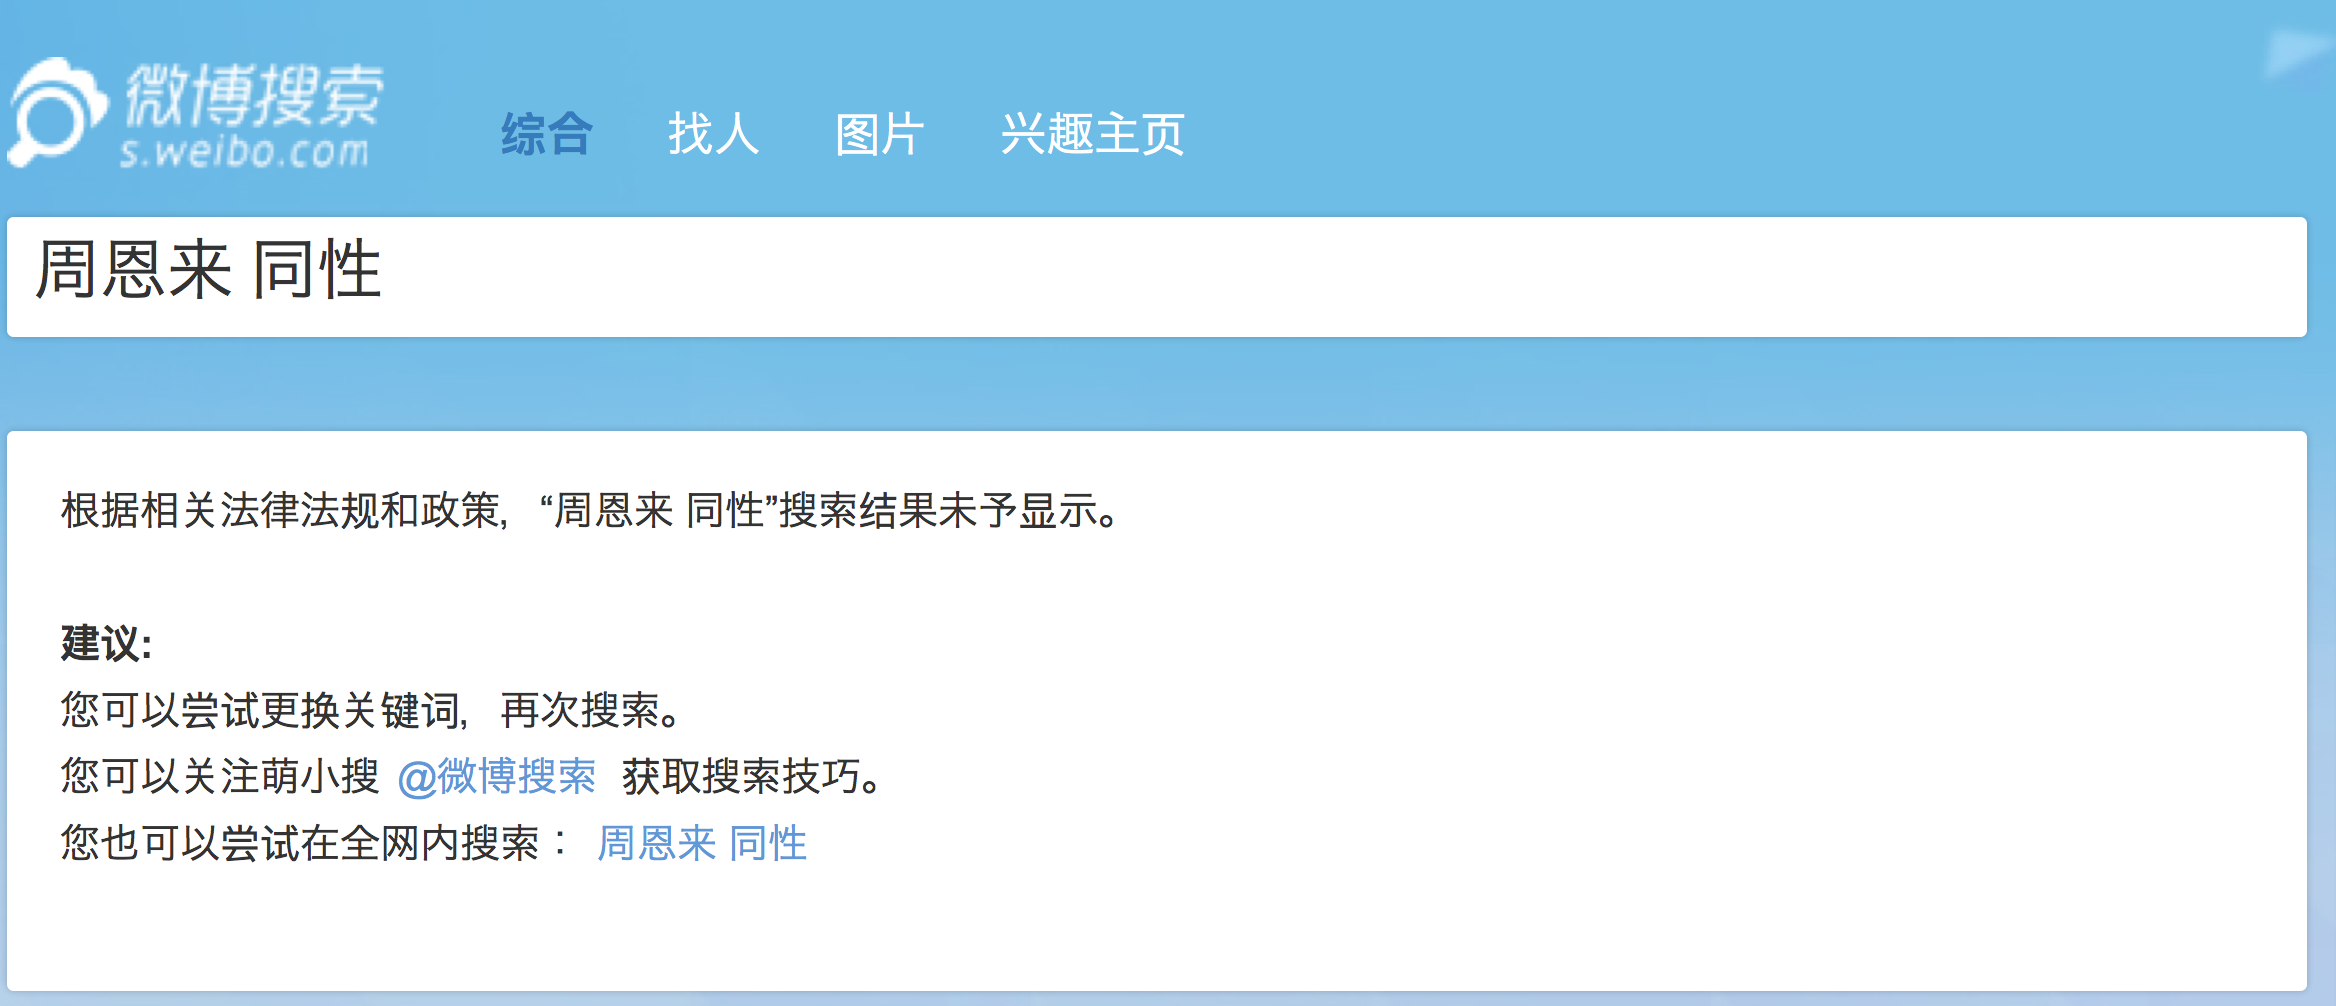 微博搜索
s.weibo.com
综合 找人 图片 兴趣主页
周恩来 同性
根据相关法律法规和政策，“周恩来 同性”搜索结果未予显示。
建议:
您可以尝试更换关键词，再次搜索。
您可以关注萌小搜 @微博搜索 获取搜索技巧。
您也可以尝试在全网内搜索： 周恩来 同性